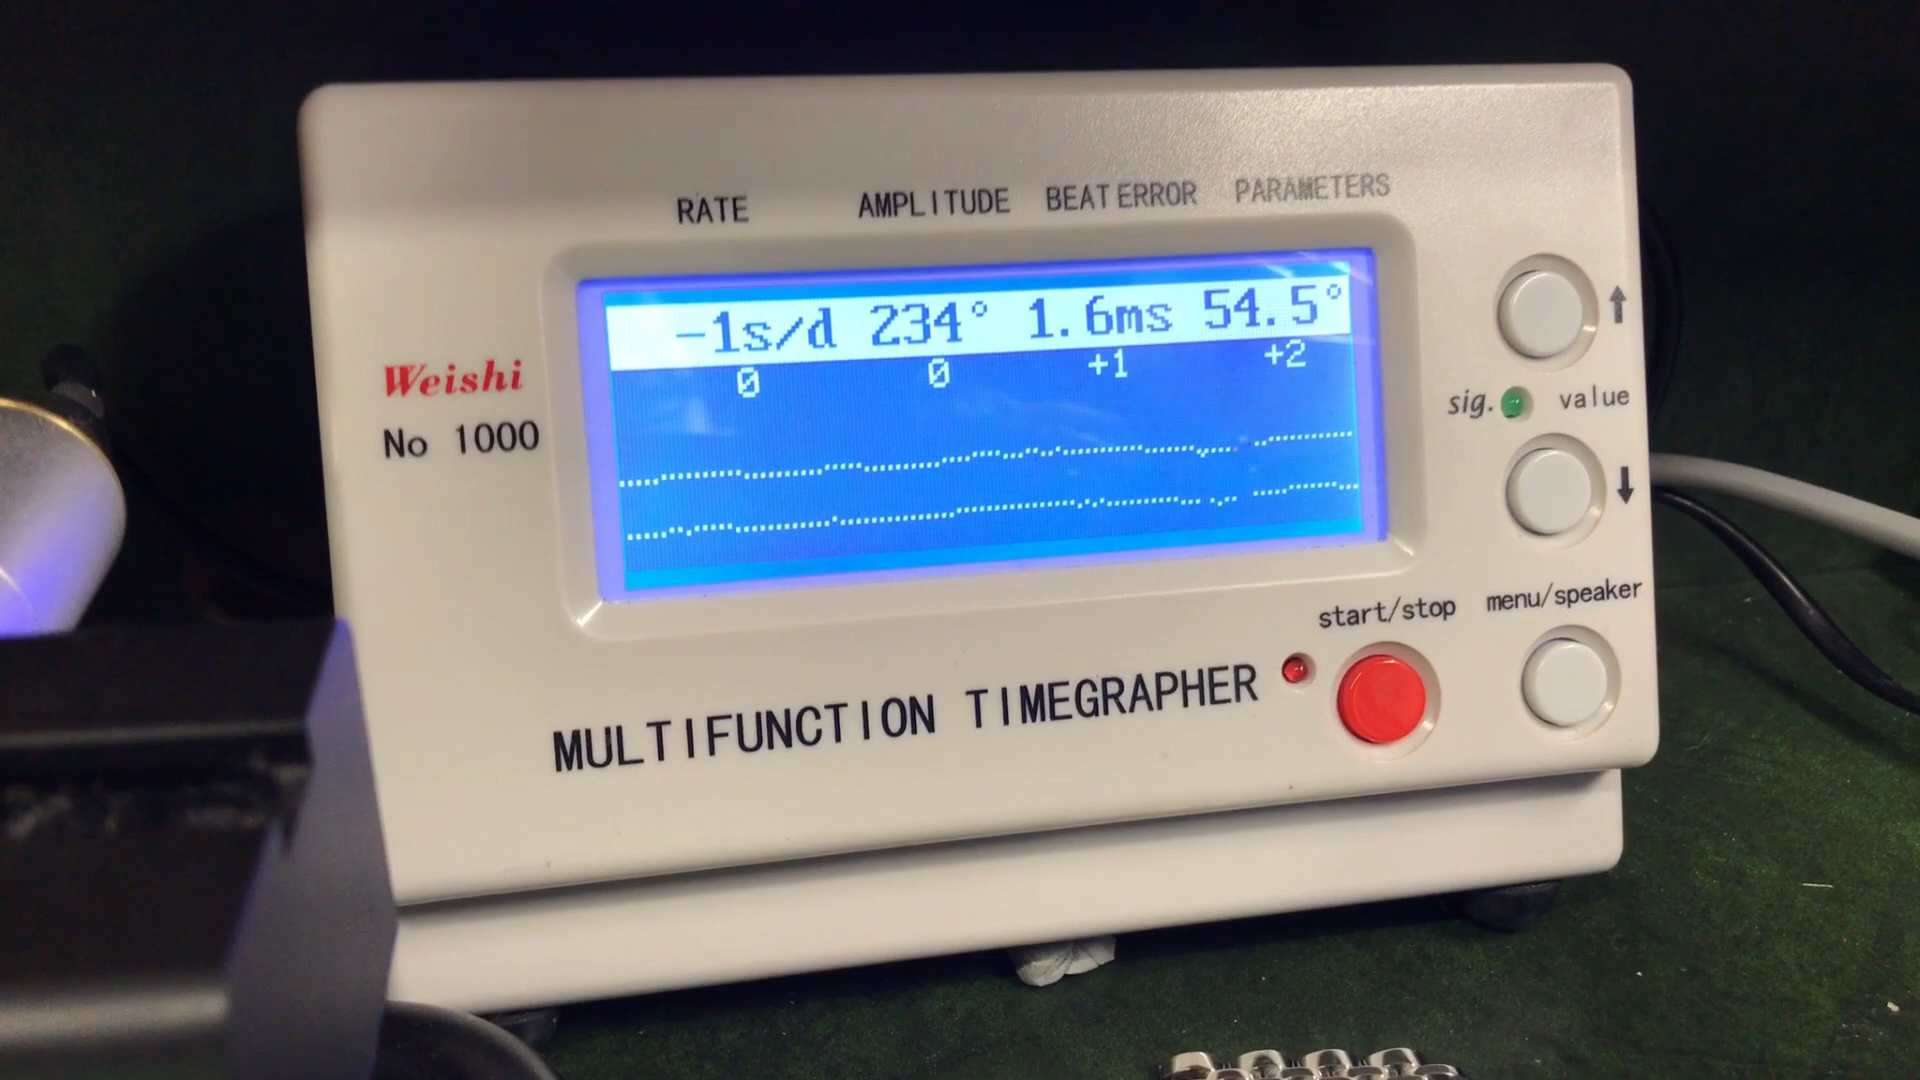 RATE AMPLITUDE BEAT ERROR PARAMETERS
-1s/d 234° 1.6ms 54.5°
0 0 +1 +2
Weishi
No 1000
sig. value
start/stop menu/speaker
MULTIFUNCTION TIMEGRAPHER